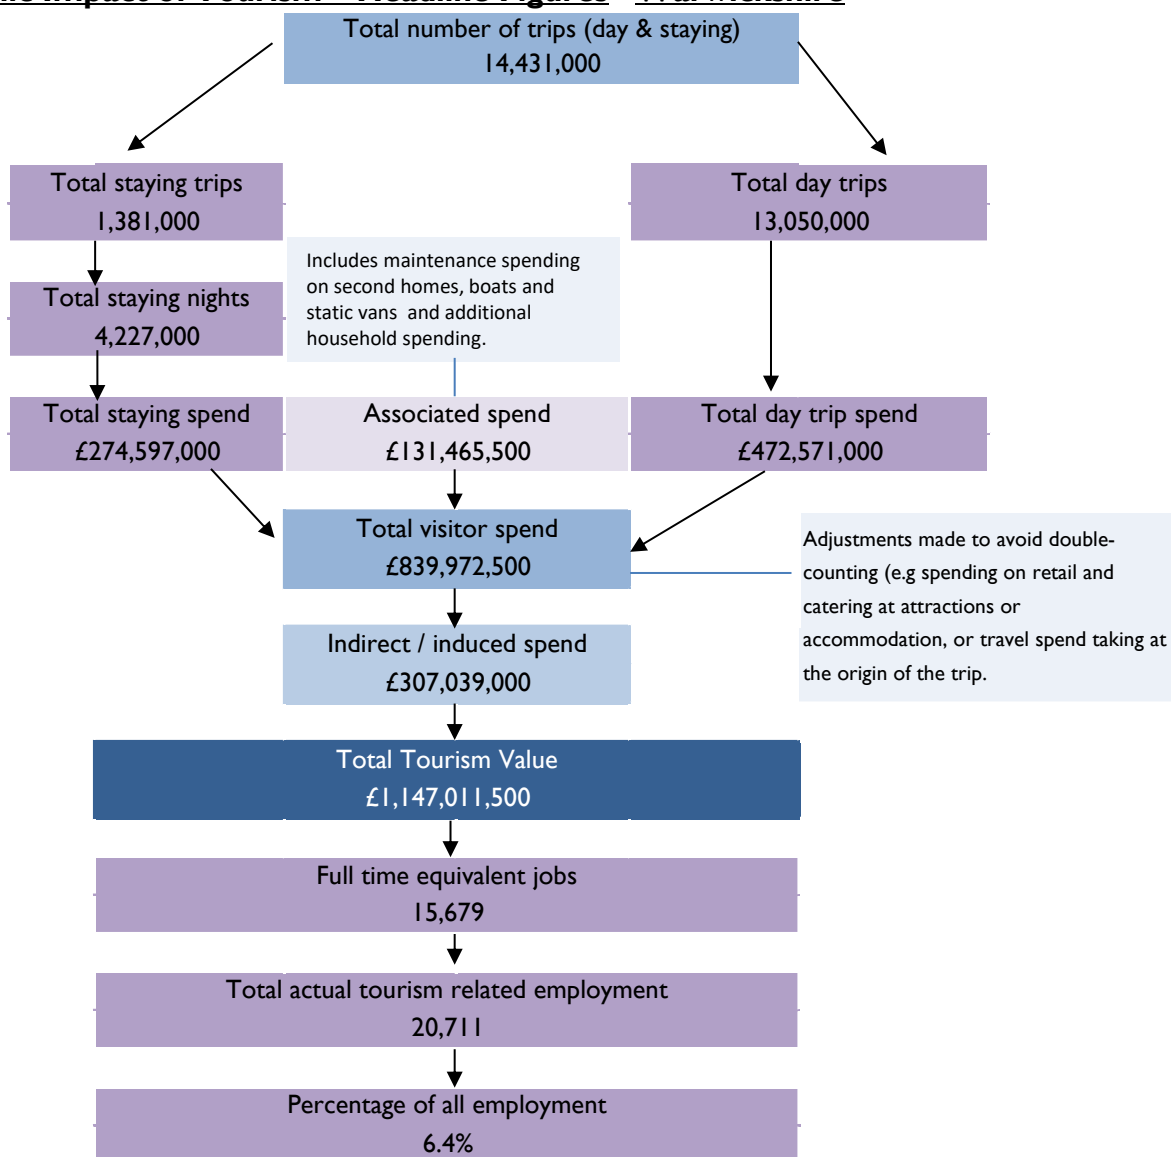 Impact of Tourism – Headline Figures Warwickshire
Total number of trips (day & staying)
14,431,000
Total staying trips
1,381,000
Total day trips
13,050,000
Includes maintenance spending
on second homes, boats and
static vans and additional
household spending.
Total staying nights
4,227,000
Total staying spend
£274,597,000
Associated spend
£131,465,500
Total day trip spend
£472,571,000
Total visitor spend
£839,972,500
Adjustments made to avoid double-
counting (e.g spending on retail and
catering at attractions or
accommodation, or travel spend taking at
the origin of the trip.
Indirect / induced spend
£307,039,000
Total Tourism Value
£1,147,011,500
Full time equivalent jobs
15,679
Total actual tourism related employment
20,711
Percentage of all employment
6.4%